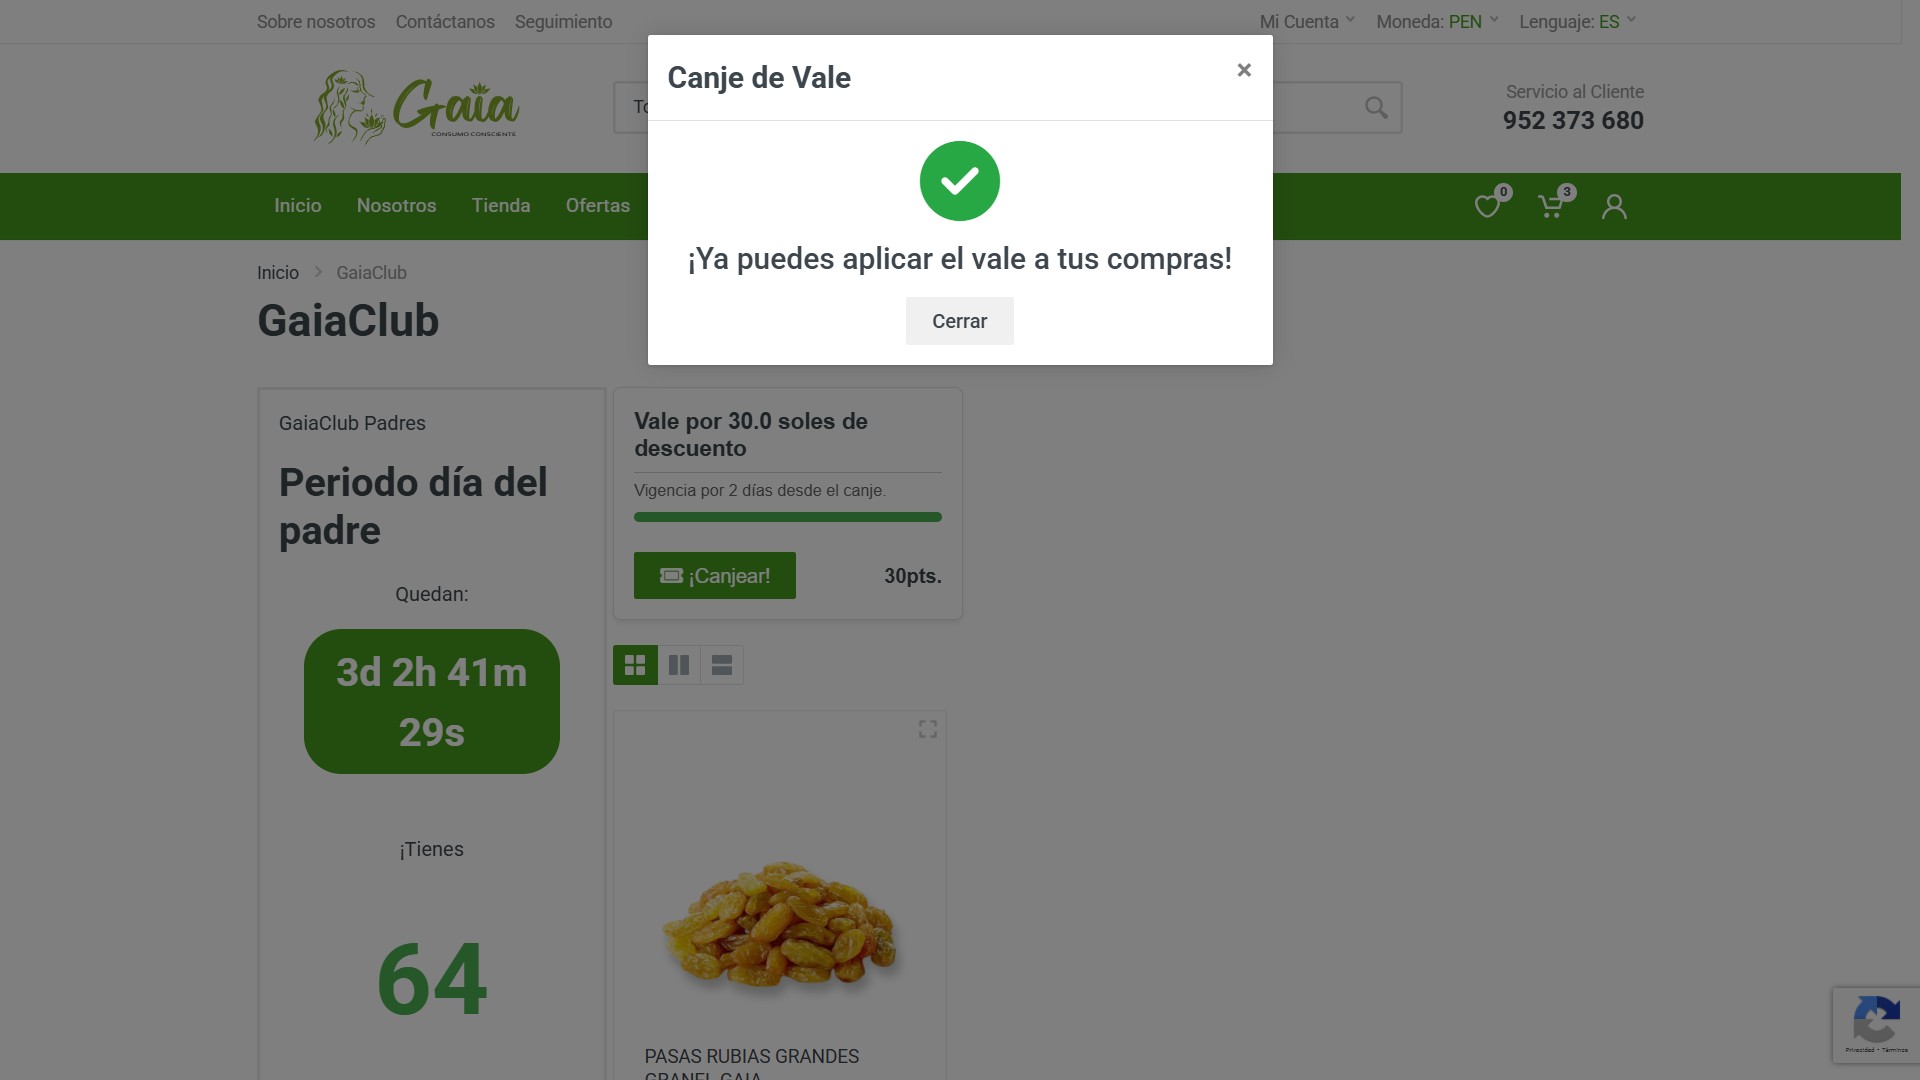 Sobre nosotros Contáctanos Seguimiento
Mi Cuenta Moneda: PEN Lenguaje: ES
Canje de Vale ×
Gaia
CONSUMO CONSCIENTE
Servicio al Cliente
952 373 680
Inicio Nosotros Tienda Ofertas
0 3
¡Ya puedes aplicar el vale a tus compras!
Cerrar
Inicio GaiaClub
GaiaClub
GaiaClub Padres
Periodo día del
padre
Quedan:
3d 2h 41m
29s
¡Tienes
64
Vale por 30.0 soles de
descuento
Vigencia por 2 días desde el canje.
¡Canjear! 30pts.
PASAS RUBIAS GRANDES
GRANEL GAIA
Privacidad • Términos